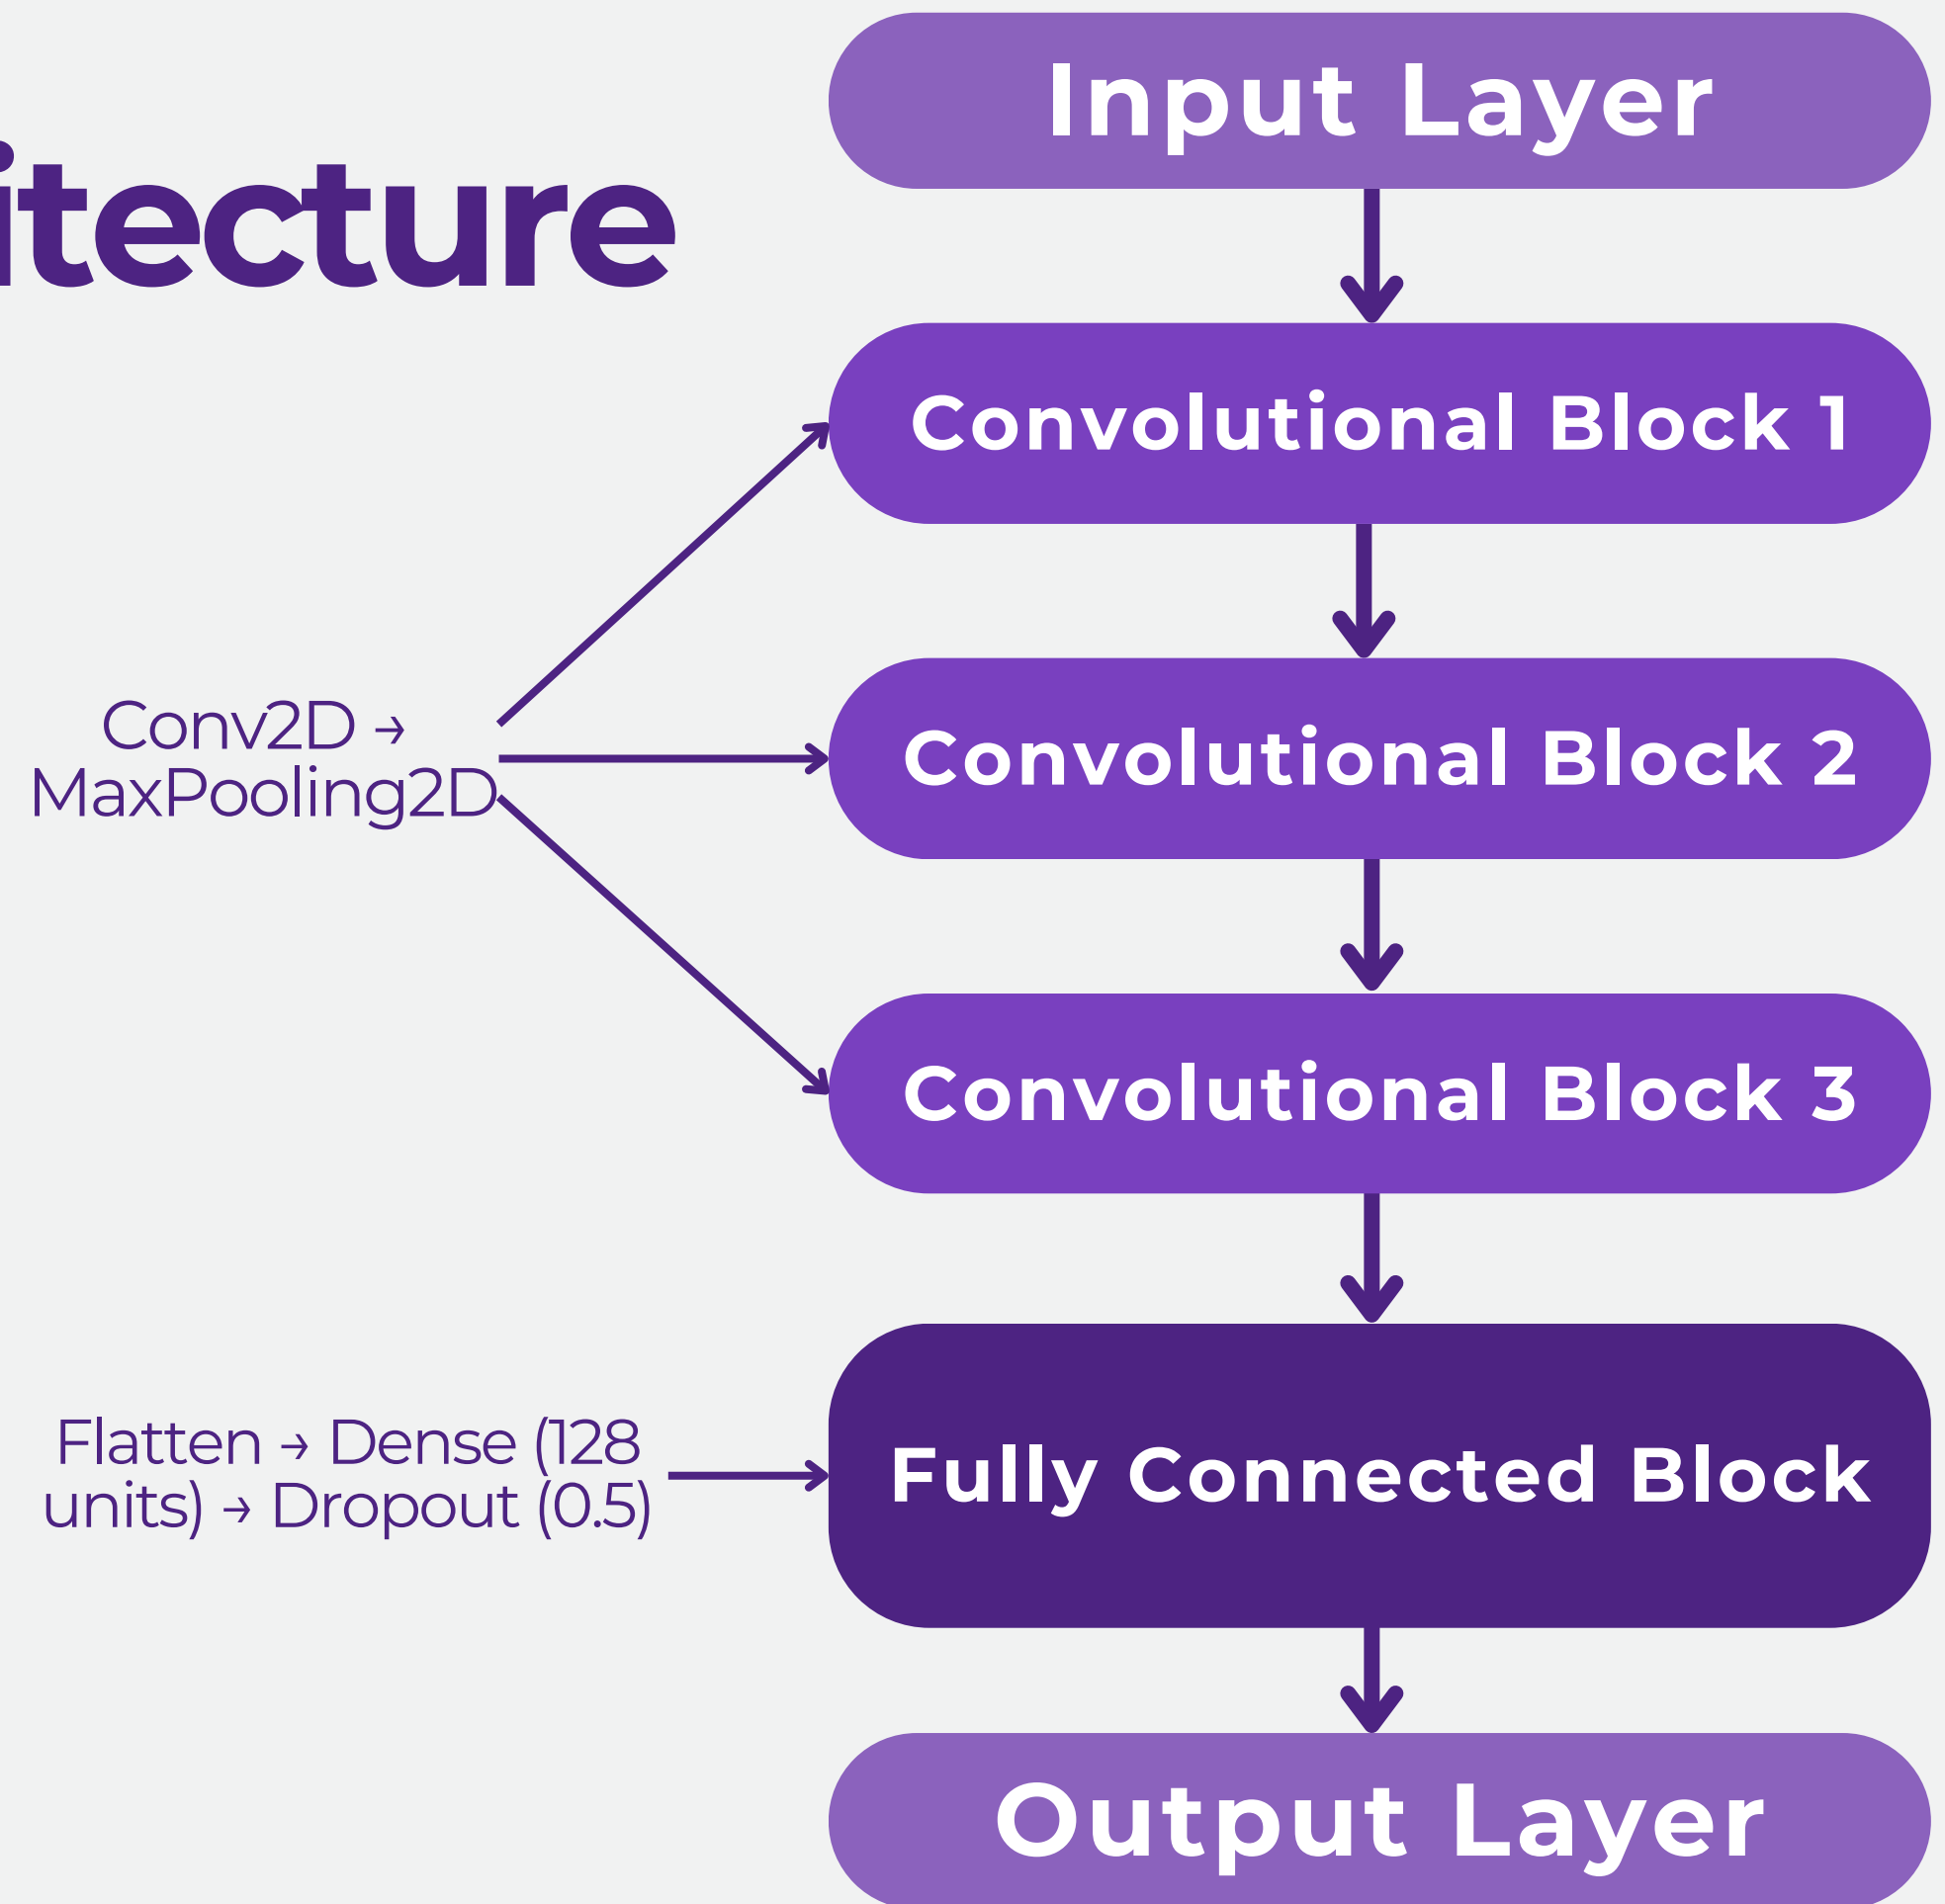 itecture
Input Layer
Convolutional Block 1
Conv2D →
MaxPooling2D
Convolutional Block 2
Convolutional Block 3
Flatten → Dense (128
units) → Dropout (0.5)
Fully Connected Block
Output Layer